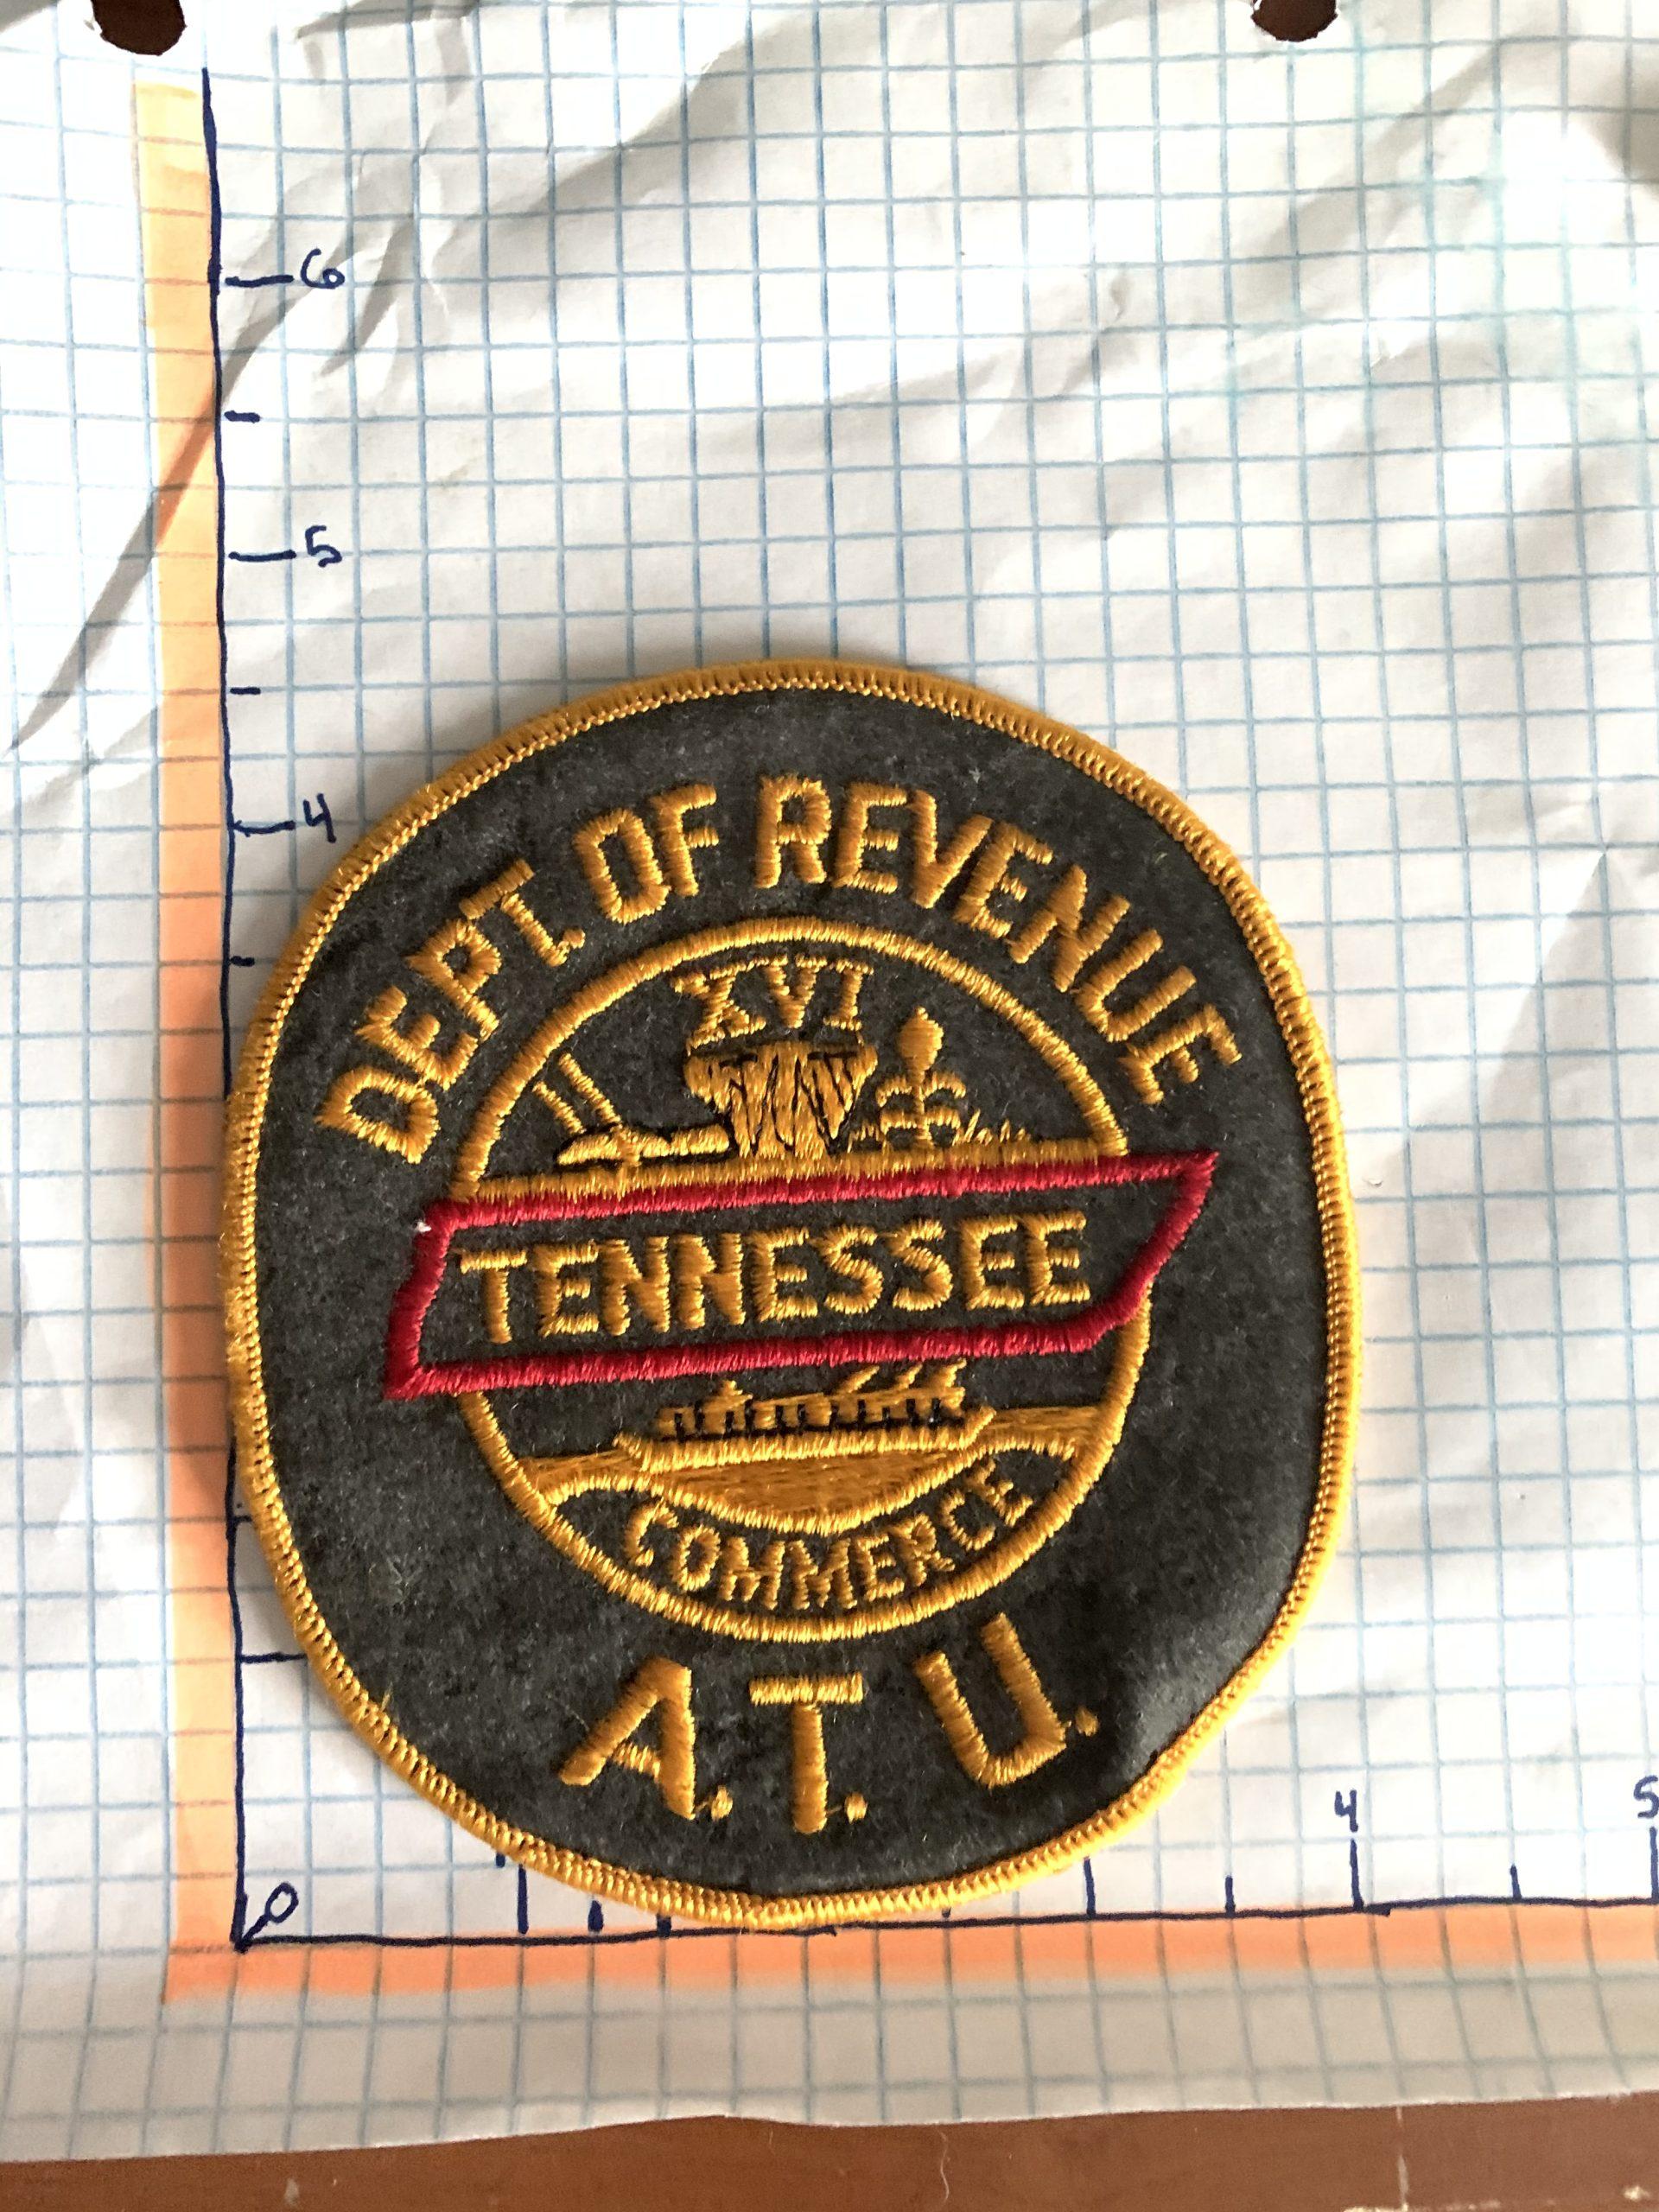 6
5
4
DEPT. OF REVENUE
XVI
TENNESSEE
COMMERCE
A.T.U.
4
5
0